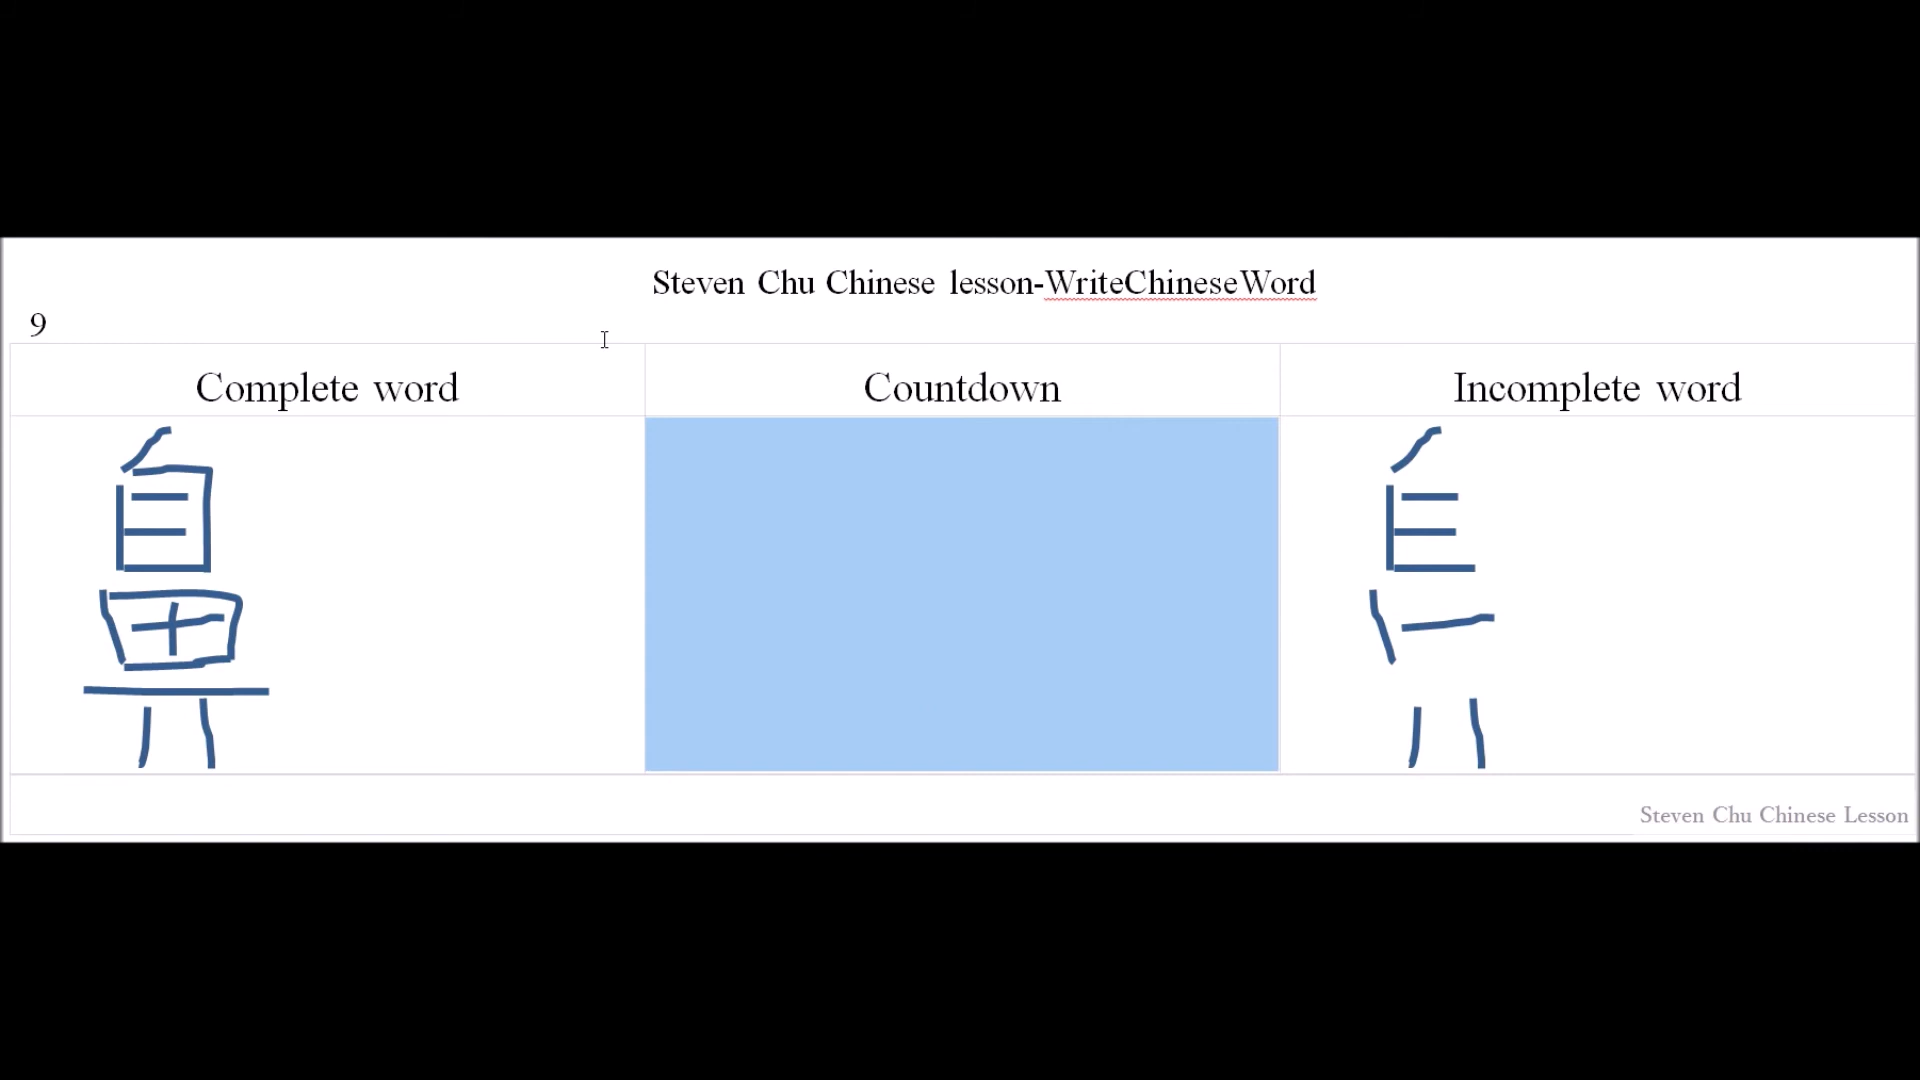 Steven Chu Chinese lesson-WriteChineseWord
9
Complete word
Countdown
Incomplete word
鼻
Steven Chu Chinese Lesson